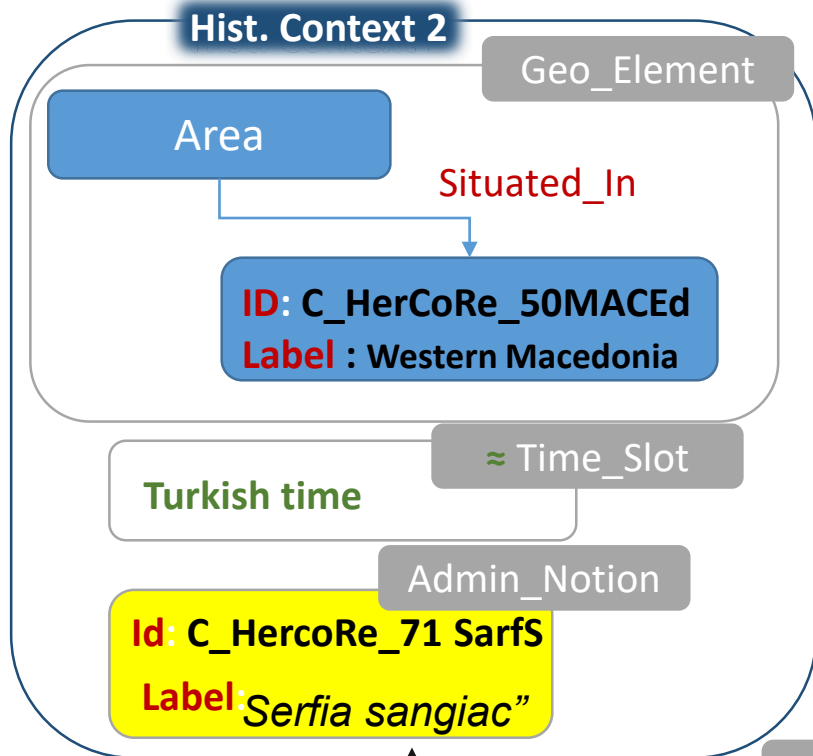 Hist. Context 2
Geo_Element
Area
Situated_In
ID: C_HerCoRe_50MACEd
Label : Western Macedonia
≈ Time_Slot
Turkish time
Admin_Notion
Id: C_HercoRe_71 SarfS
Label:Serfia sangiac”